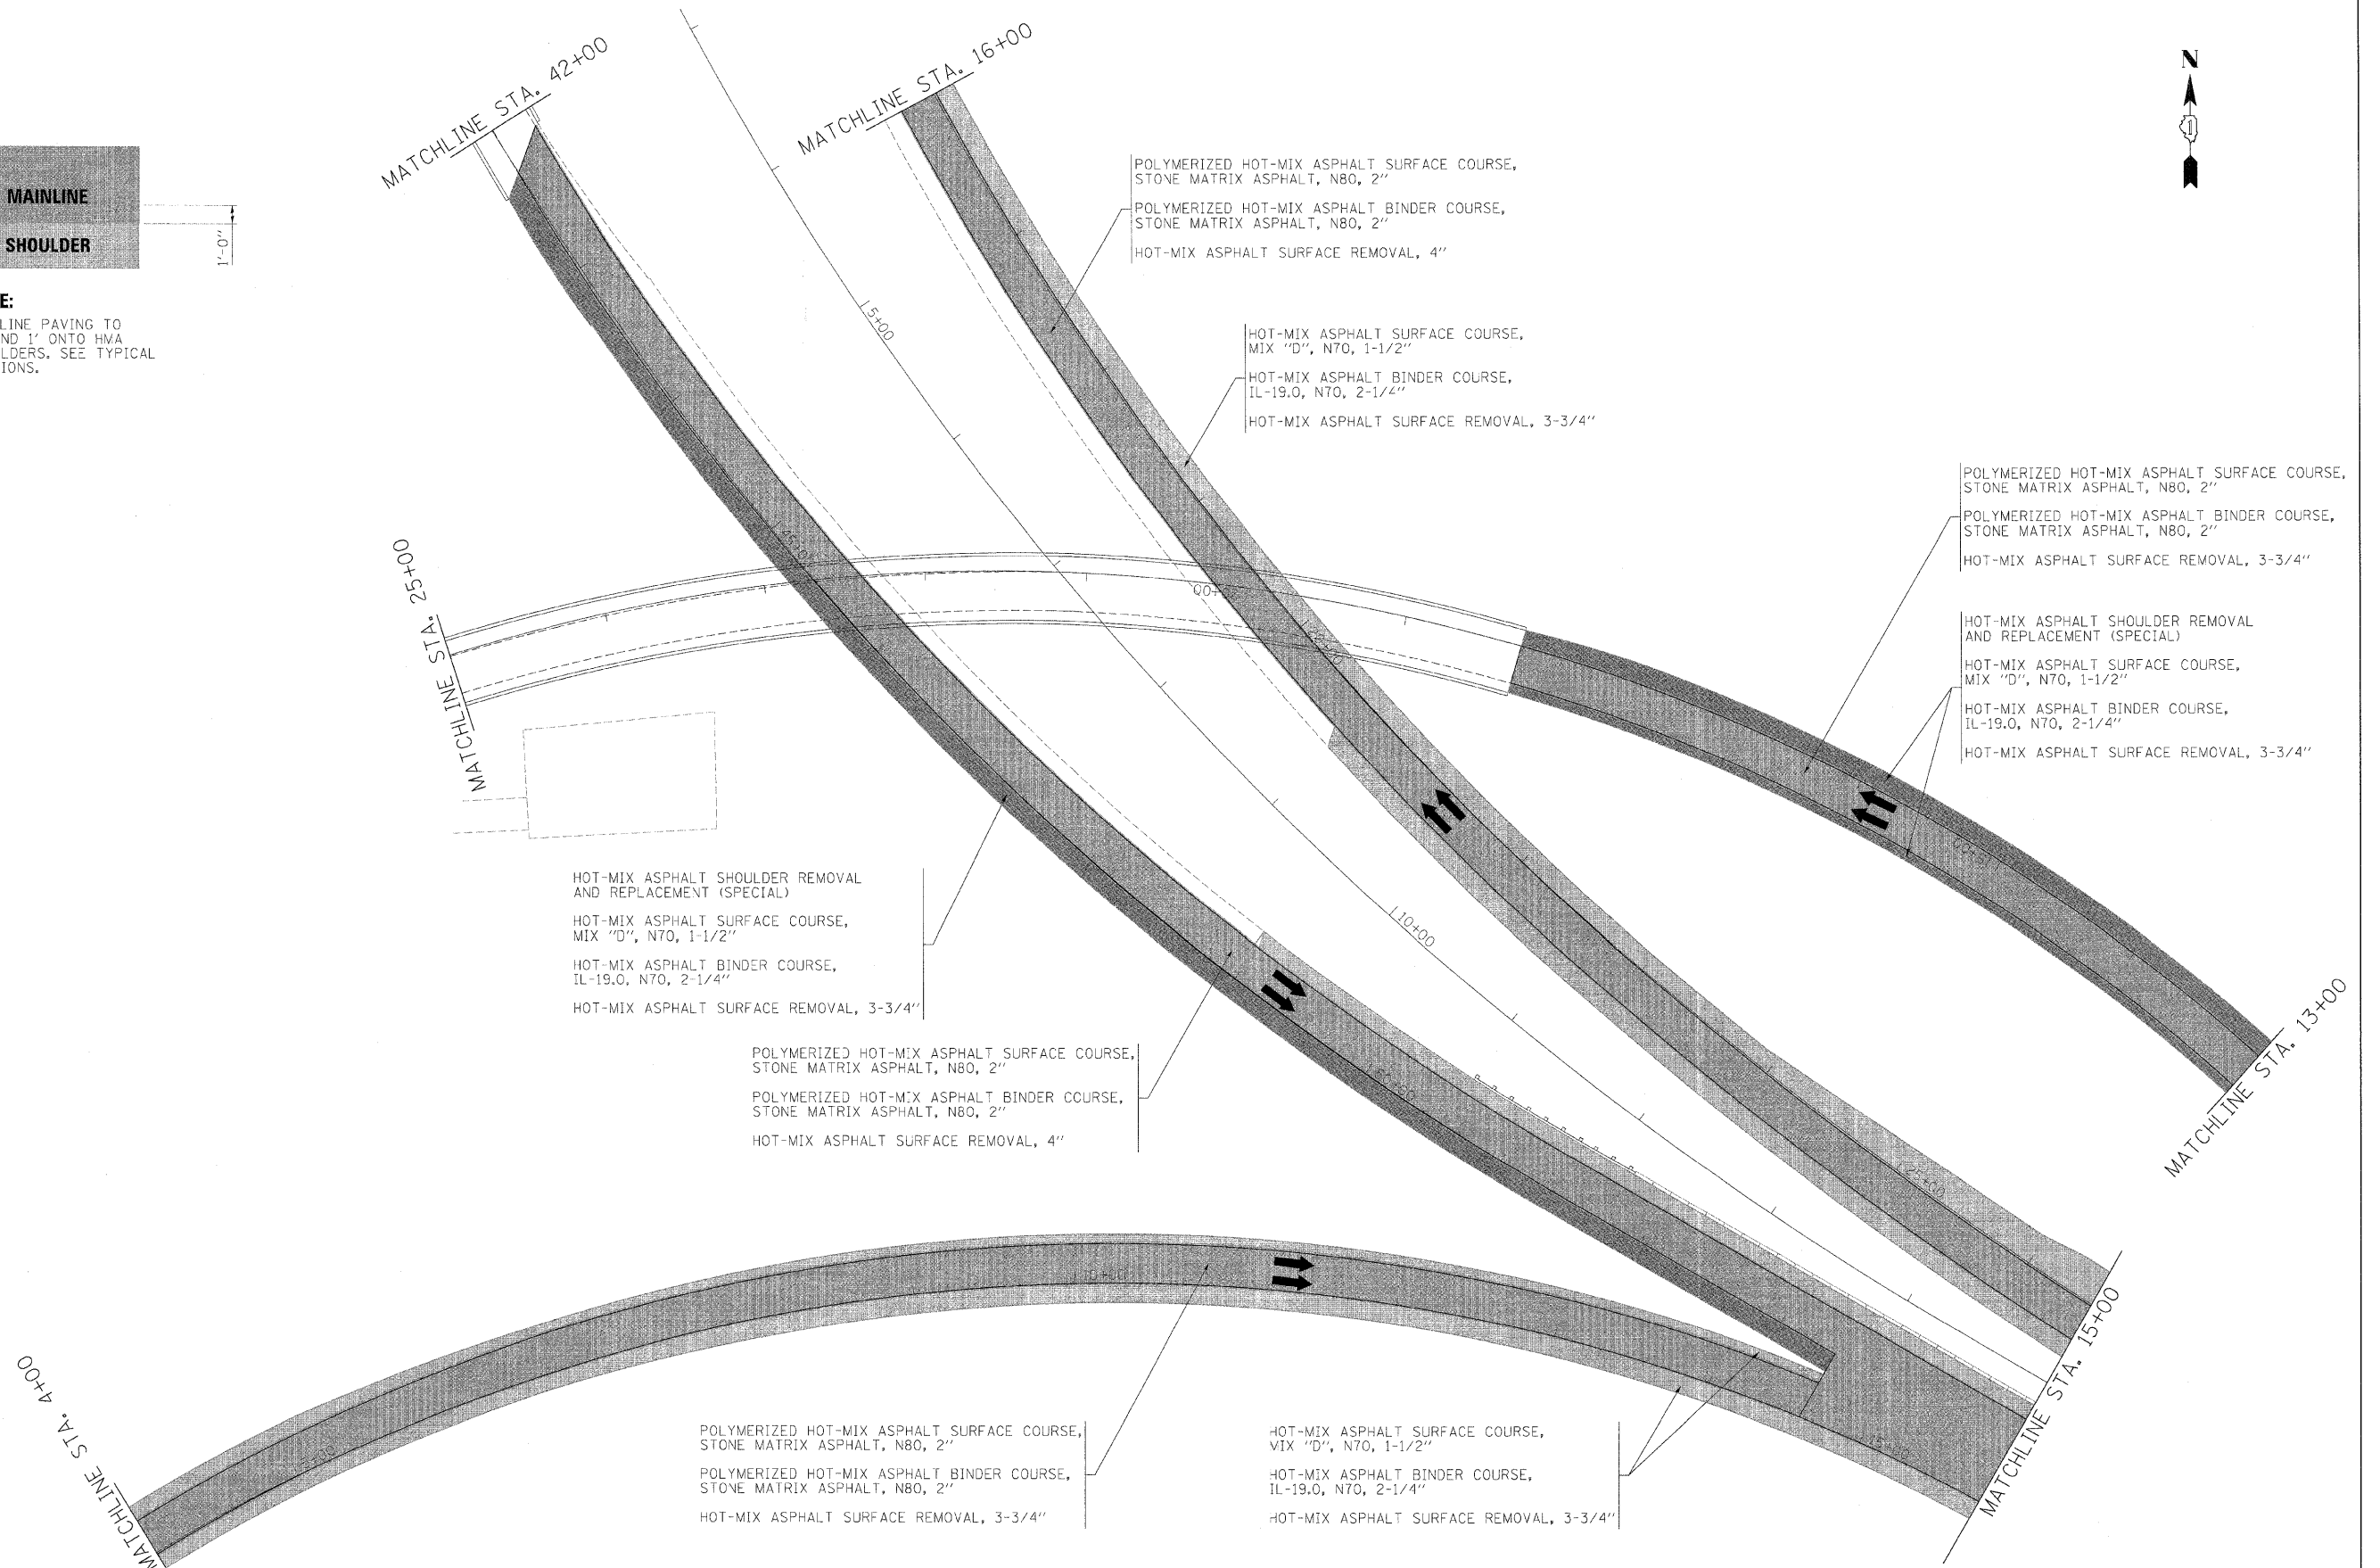 MATCHLINE STA. 42+00
MATCHLINE STA. 16+00
N
1
MAINLINE
SHOULDER
1'-0"
E:
LINE PAVING TO
ND 1' ONTO HMA
LDERS. SEE TYPICAL
IONS.
POLYMERIZED HOT-MIX ASPHALT SURFACE COURSE,
STONE MATRIX ASPHALT, N80, 2"
POLYMERIZED HOT-MIX ASPHALT BINDER COURSE,
STONE MATRIX ASPHALT, N80, 2"
HOT-MIX ASPHALT SURFACE REMOVAL, 4"
15+00
HOT-MIX ASPHALT SURFACE COURSE,
MIX "D", N70, 1-1/2"
HOT-MIX ASPHALT BINDER COURSE,
IL-19.0, N70, 2-1/4"
HOT-MIX ASPHALT SURFACE REMOVAL, 3-3/4"
POLYMERIZED HOT-MIX ASPHALT SURFACE COURSE,
STONE MATRIX ASPHALT, N80, 2"
POLYMERIZED HOT-MIX ASPHALT BINDER COURSE,
STONE MATRIX ASPHALT, N80, 2"
HOT-MIX ASPHALT SURFACE REMOVAL, 3-3/4"
HOT-MIX ASPHALT SHOULDER REMOVAL
AND REPLACEMENT (SPECIAL)
HOT-MIX ASPHALT SURFACE COURSE,
MIX "D", N70, 1-1/2"
HOT-MIX ASPHALT BINDER COURSE,
IL-19.0, N70, 2-1/4"
HOT-MIX ASPHALT SURFACE REMOVAL, 3-3/4"
MATCHLINE STA. 25+00
HOT-MIX ASPHALT SHOULDER REMOVAL
AND REPLACEMENT (SPECIAL)
HOT-MIX ASPHALT SURFACE COURSE,
MIX "D", N70, 1-1/2"
HOT-MIX ASPHALT BINDER COURSE,
IL-19.0, N70, 2-1/4"
HOT-MIX ASPHALT SURFACE REMOVAL, 3-3/4"
10+00
MATCHLINE STA. 13+00
POLYMERIZED HOT-MIX ASPHALT SURFACE COURSE,
STONE MATRIX ASPHALT, N80, 2"
POLYMERIZED HOT-MIX ASPHALT BINDER COURSE,
STONE MATRIX ASPHALT, N80, 2"
HOT-MIX ASPHALT SURFACE REMOVAL, 4"
25+00
10+00
MATCHLINE STA. 15+00
MATCHLINE STA. 4+00
15+00
POLYMERIZED HOT-MIX ASPHALT SURFACE COURSE,
STONE MATRIX ASPHALT, N80, 2"
POLYMERIZED HOT-MIX ASPHALT BINDER COURSE,
STONE MATRIX ASPHALT, N80, 2"
HOT-MIX ASPHALT SURFACE REMOVAL, 3-3/4"
HOT-MIX ASPHALT SURFACE COURSE,
MIX "D", N70, 1-1/2"
HOT-MIX ASPHALT BINDER COURSE,
IL-19.0, N70, 2-1/4"
HOT-MIX ASPHALT SURFACE REMOVAL, 3-3/4"